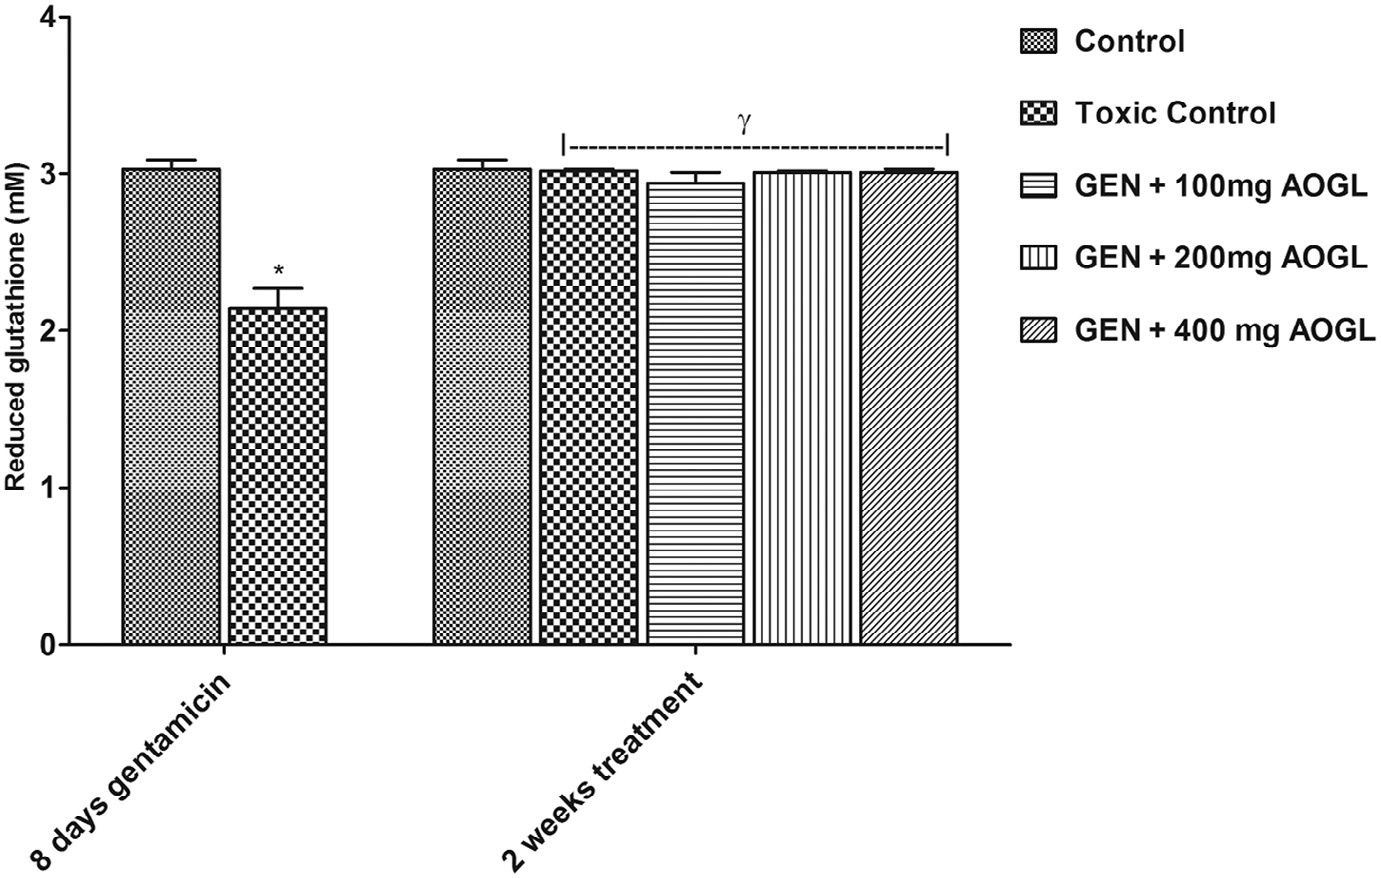 4
3
2
1
0
Reduced glutathione (mM)
*
γ
8 days gentamicin
2 weeks treatment
Control
Toxic Control
GEN + 100mg AOGL
GEN + 200mg AOGL
GEN + 400 mg AOGL